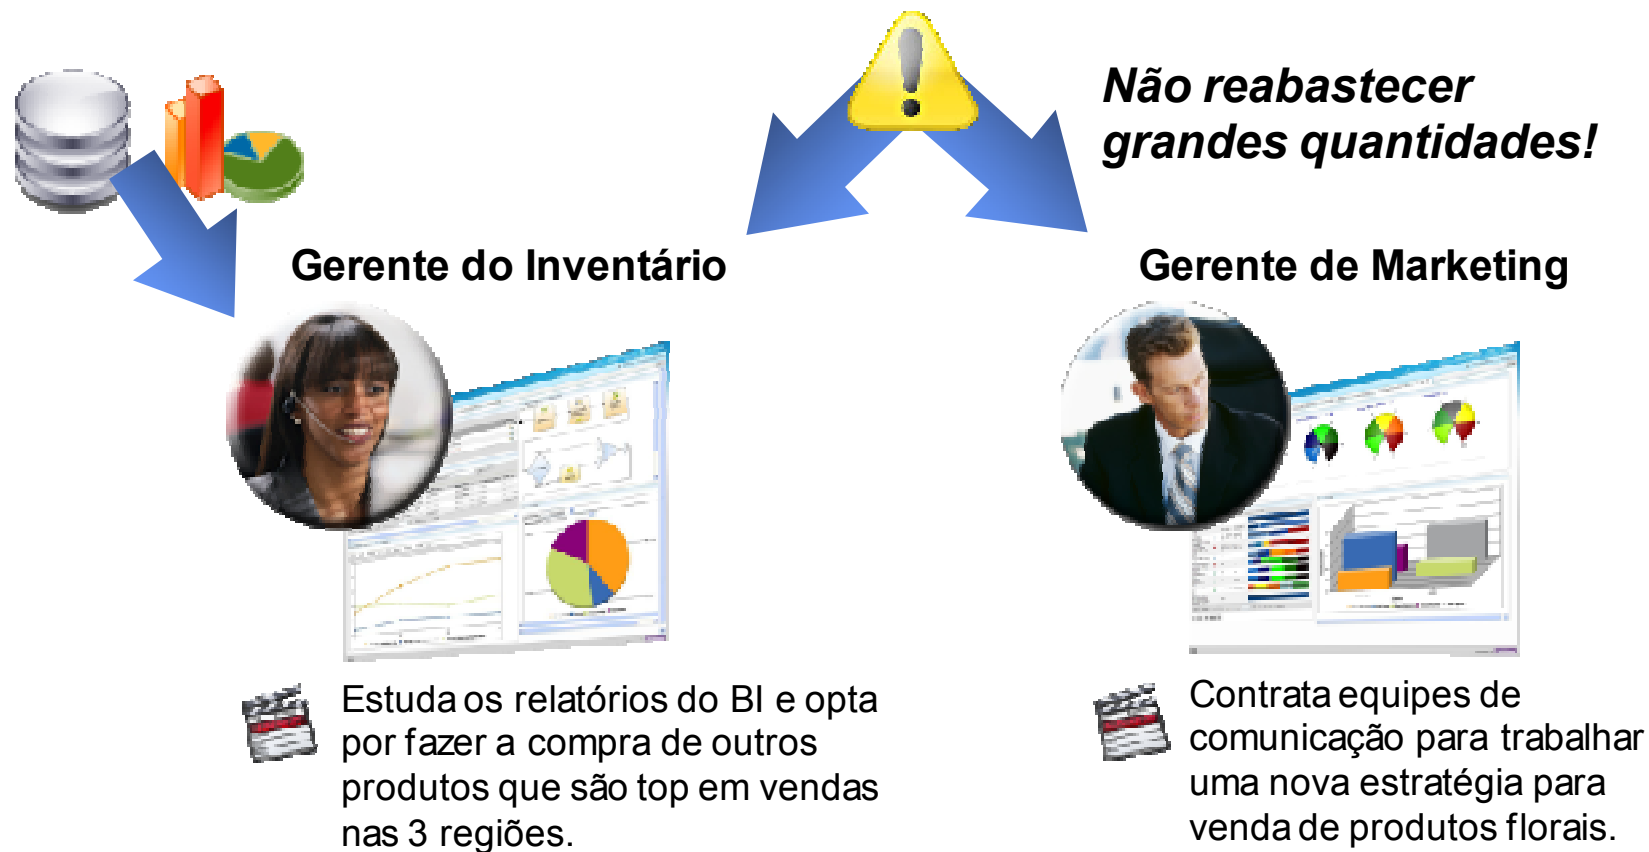 Não reabastecer
grandes quantidades!
Gerente do Inventário
Gerente de Marketing
Estuda os relatórios do BI e opta
por fazer a compra de outros
produtos que são top em vendas
nas 3 regiões.
Contrata equipes de
comunicação para trabalhar
uma nova estratégia para
venda de produtos florais.